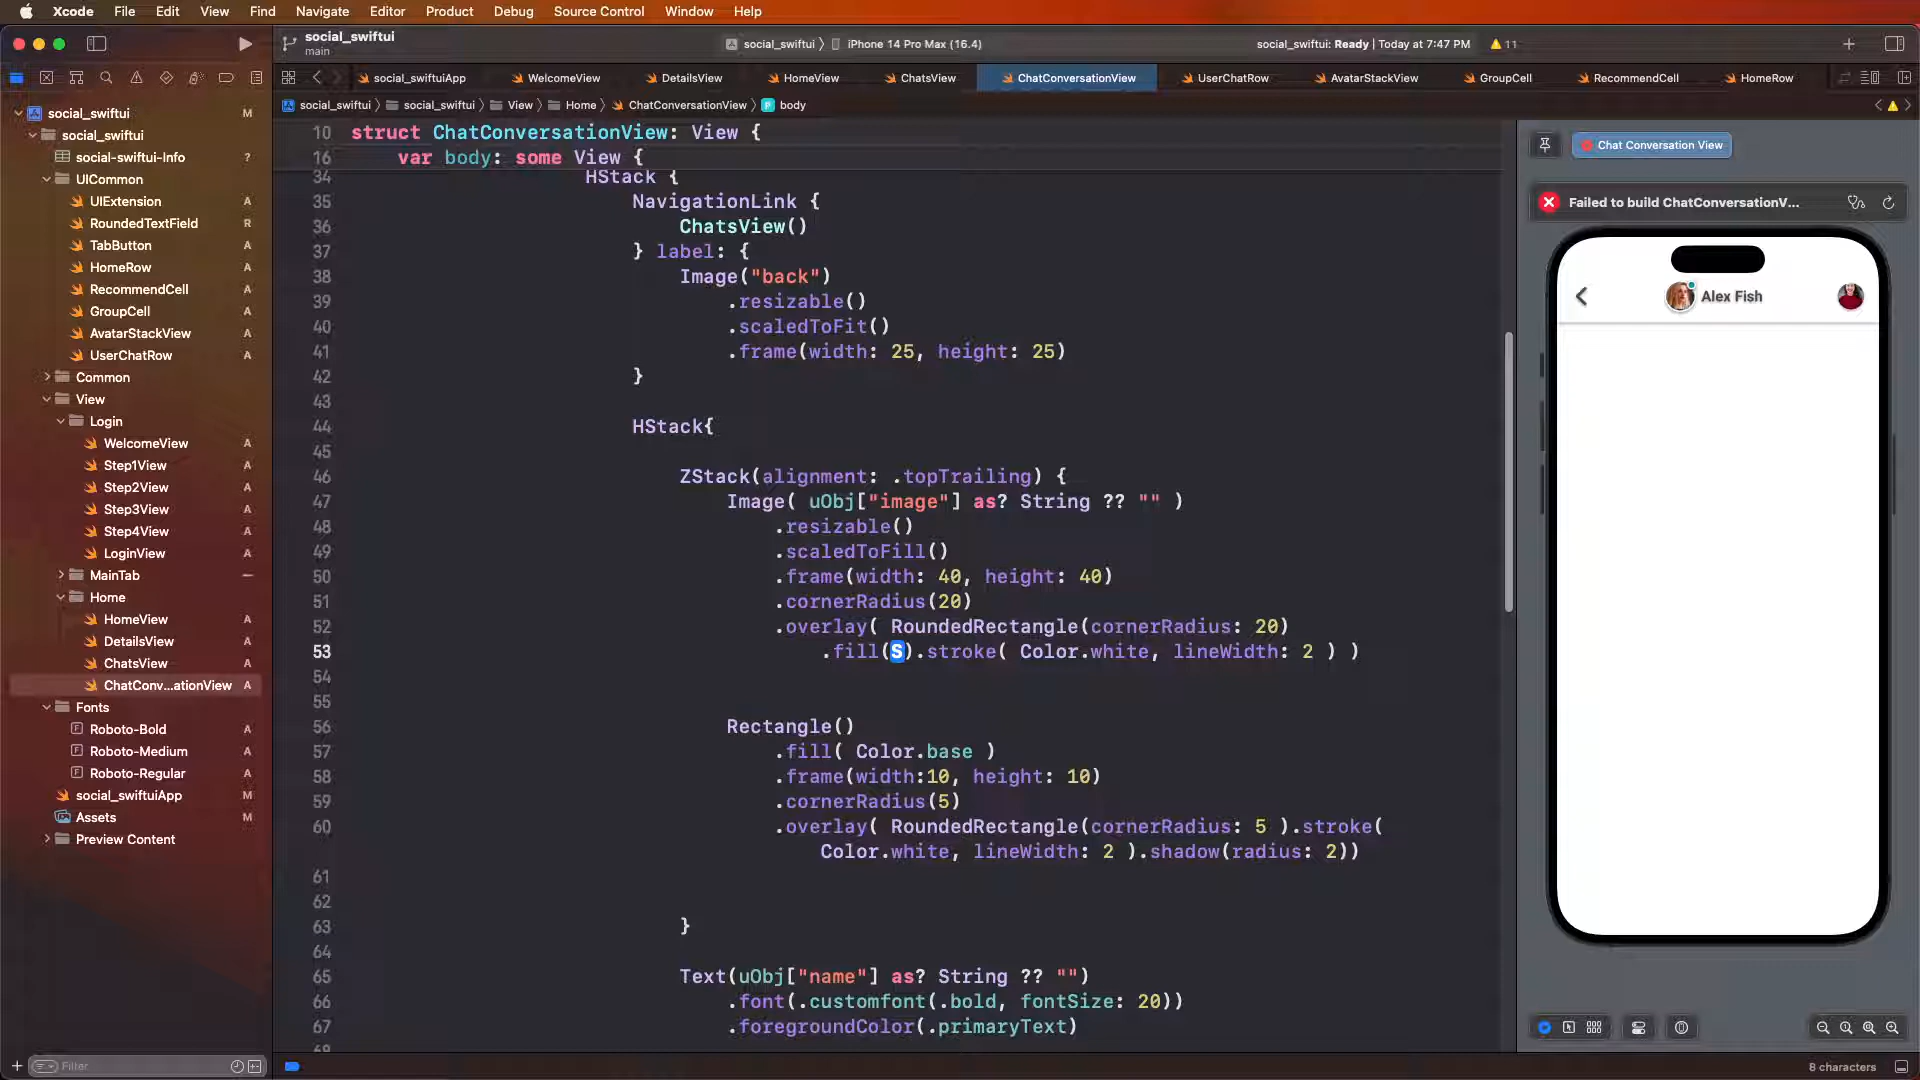 Xcode File Edit View Find Navigate Editor Product Debug Source Control Window Help
social_swiftui
main
social_swiftui 〉 iPhone 14 Pro Max (16.4)
social_swiftui: Ready | Today at 7:47 PM
11
social_swiftuiApp WelcomeView DetailsView HomeView ChatsView ChatConversationView UserChatRow AvatarStackView GroupCell RecommendCell HomeRow
social_swiftui 〉 social_swiftui 〉 View 〉 Home 〉 ChatConversationView 〉 P body
social_swiftui M
social_swiftui
social-swiftui-Info ?
UICommon
UIExtension A
RoundedTextField R
TabButton A
HomeRow A
RecommendCell A
GroupCell A
AvatarStackView A
UserChatRow A
Common
View
Login
WelcomeView A
Step1View A
Step2View A
Step3View A
Step4View A
LoginView A
MainTab
Home
HomeView A
DetailsView A
ChatsView A
ChatConv...ationView A
Fonts
Roboto-Bold A
Roboto-Medium A
Roboto-Regular A
social_swiftuiApp M
Assets M
Preview Content
Filter
10 struct ChatConversationView: View {
16 var body: some View {
34 HStack {
35 NavigationLink {
36 ChatsView()
37 } label: {
38 Image("back")
39 .resizable()
40 .scaledToFit()
41 .frame(width: 25, height: 25)
42 }
43
44 HStack{
45
46 ZStack(alignment: .topTrailing) {
47 Image( uObj["image"] as? String ?? "" )
48 .resizable()
49 .scaledToFill()
50 .frame(width: 40, height: 40)
51 .cornerRadius(20)
52 .overlay( RoundedRectangle(cornerRadius: 20)
53 .fill(S).stroke( Color.white, lineWidth: 2 ) )
54
55
56 Rectangle()
57 .fill( Color.base )
58 .frame(width:10, height: 10)
59 .cornerRadius(5)
60 .overlay( RoundedRectangle(cornerRadius: 5 ).stroke(
Color.white, lineWidth: 2 ).shadow(radius: 2))
61
62
63 }
64
65 Text(uObj["name"] as? String ?? "")
66 .font(.customfont(.bold, fontSize: 20))
67 .foregroundColor(.primaryText)
68
Chat Conversation View
Failed to build ChatConversationV...
Alex Fish
8 characters